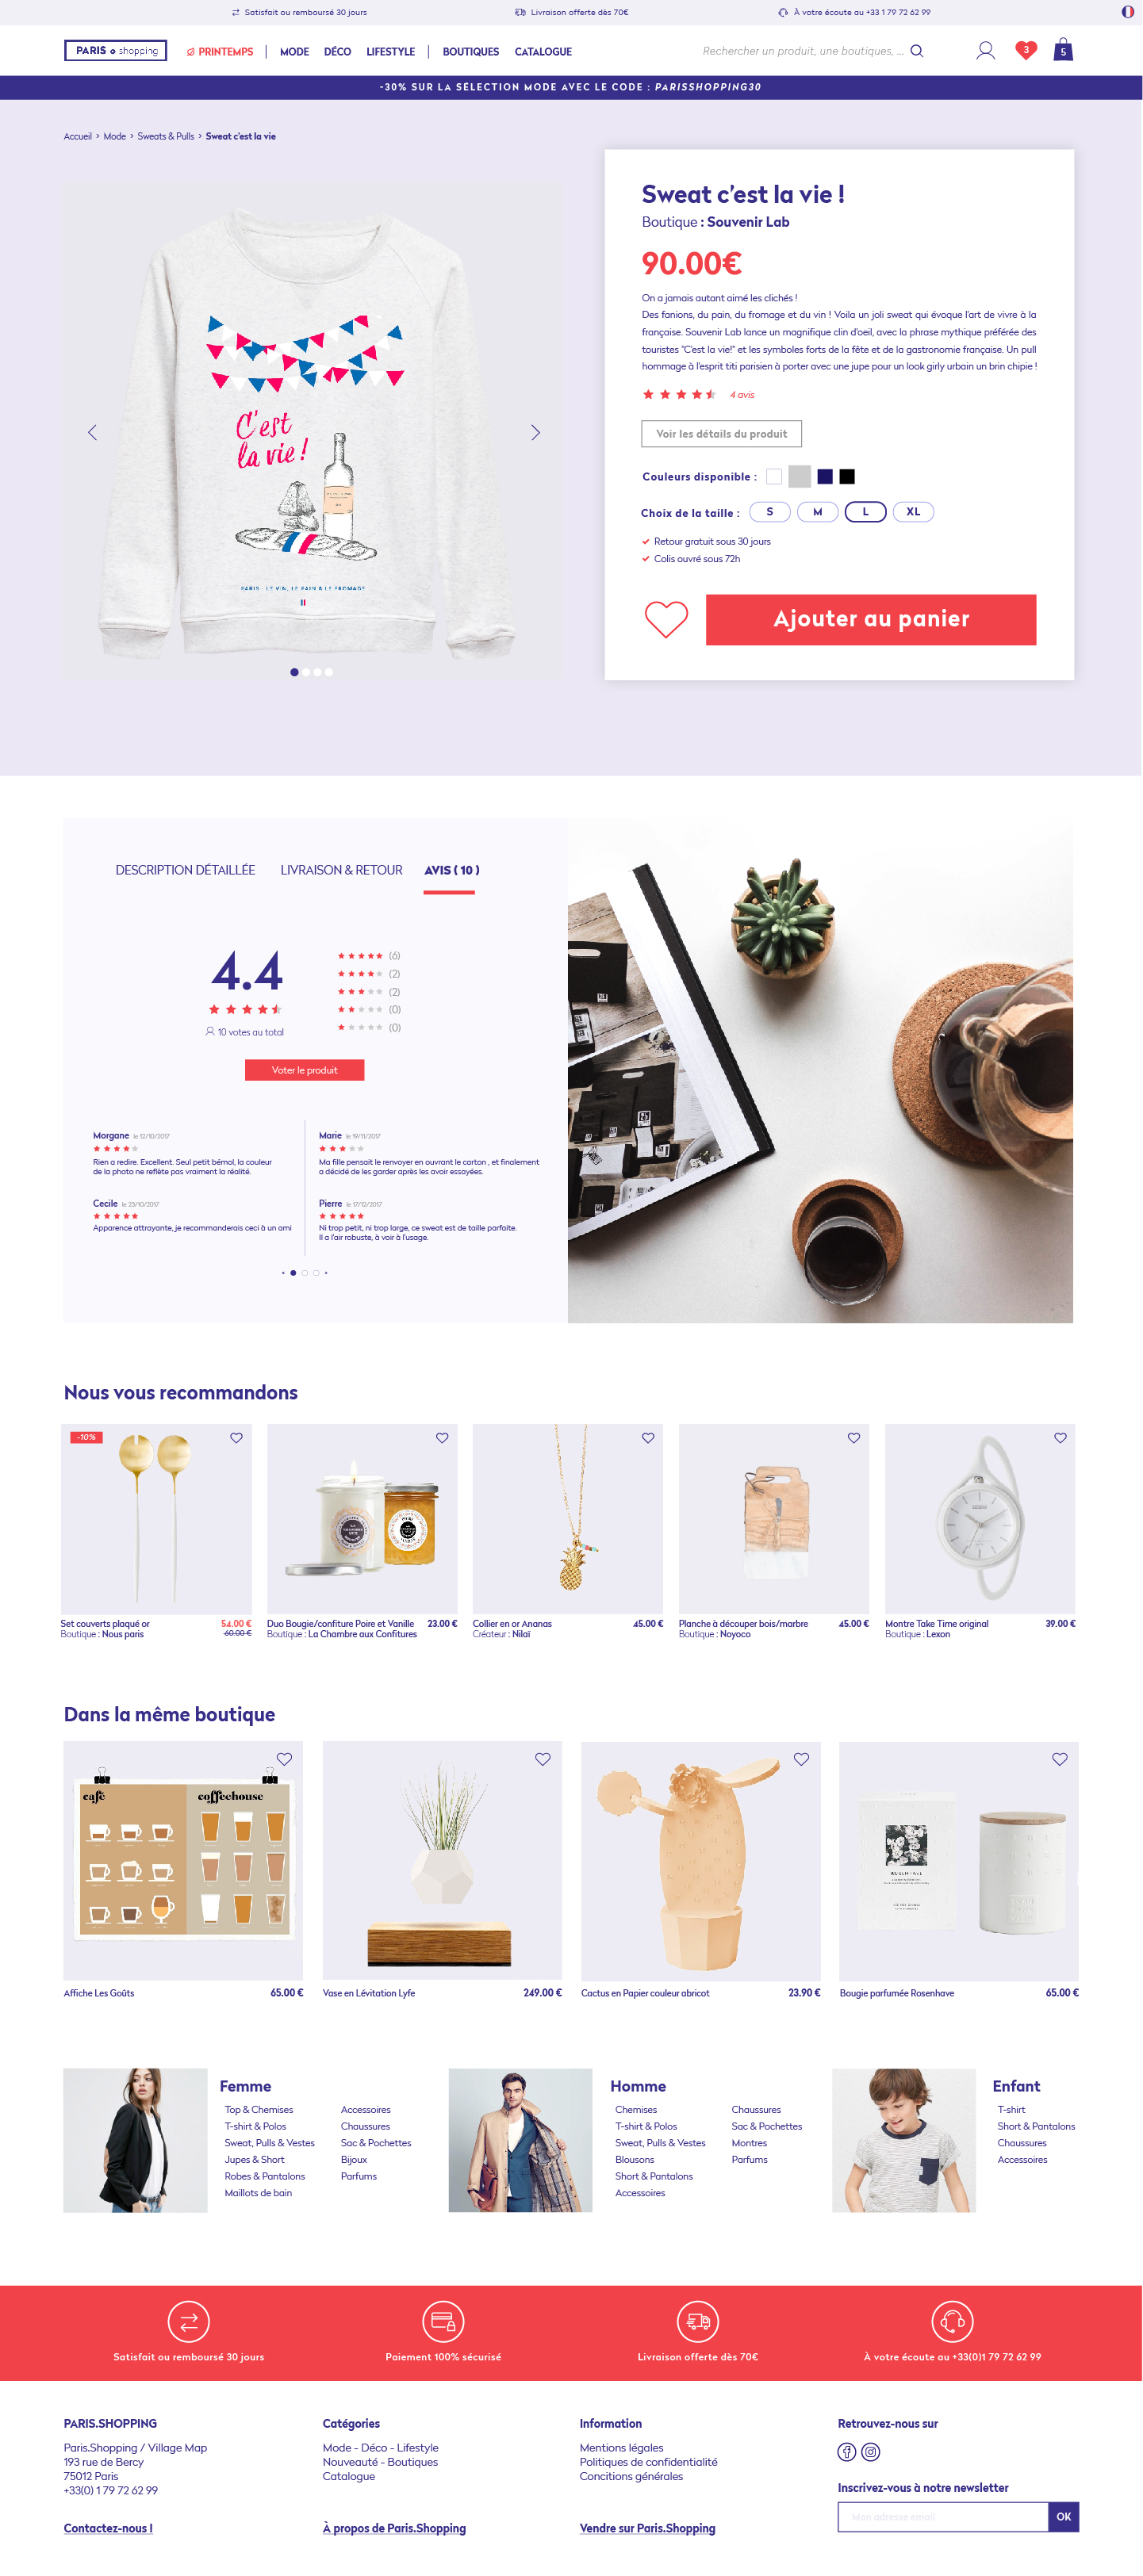 Satisfait ou remboursé 30 jours
Livraison offerte dès 70€
À votre écoute au +33 1 79 72 62 99
PARIS shopping
PRINTEMPS | MODE DÉCO LIFESTYLE | BOUTIQUES CATALOGUE
Rechercher un produit, une boutiques, ...
3
5
-30% SUR LA SÉLECTION MODE AVEC LE CODE : PARISSHOPPING30
Accueil > Mode > Sweats & Pulls > Sweat c'est la vie
C'est
la vie !
PARIS : LE VIN, LE PAIN & LE FROMAGE
Sweat c'est la vie !
Boutique : Souvenir Lab
90.00€
On a jamais autant aimé les clichés !
Des fanions, du pain, du fromage et du vin ! Voila un joli sweat qui évoque l'art de vivre à la
française. Souvenir Lab lance un magnifique clin d'oeil, avec la phrase mythique préférée des
touristes "C'est la vie!" et les symboles forts de la fête et de la gastronomie française. Un pull
hommage à l'esprit titi parisien à porter avec une jupe pour un look girly urbain un brin chipie !
4 avis
Voir les détails du produit
Couleurs disponible :
Choix de la taille : S M L XL
Retour gratuit sous 30 jours
Colis ouvré sous 72h
Ajouter au panier
DESCRIPTION DÉTAILLÉE LIVRAISON & RETOUR AVIS ( 10 )
4.4
10 votes au total
(6)
(2)
(2)
(0)
(0)
Voter le produit
Morgane le 12/10/2017
Rien a redire. Excellent. Seul petit bémol, la couleur
de la photo ne reflète pas vraiment la réalité.
Cecile le 23/10/2017
Apparence attrayante, je recommanderais ceci à un ami
Marie le 19/11/2017
Ma fille pensait le renvoyer en ouvrant le carton , et finalement
a décidé de les garder après les avoir essayées.
Pierre le 17/12/2017
Ni trop petit, ni trop large, ce sweat est de taille parfaite.
Il a l'air robuste, à voir à l'usage.
Nous vous recommandons
-10%
Set couverts plaqué or 54.00 €
Boutique : Nous paris 60.00 €
Duo Bougie/confiture Poire et Vanille 23.00 €
Boutique : La Chambre aux Confitures
Collier en or Ananas 45.00 €
Créateur : Nilaï
Planche à découper bois/marbre 45.00 €
Boutique : Noyoco
Montre Take Time original 39.00 €
Boutique : Lexon
Dans la même boutique
café
coffeehouse
Affiche Les Goûts 65.00 €
Vase en Lévitation Lyfe 249.00 €
Cactus en Papier couleur abricot 23.90 €
Bougie parfumée Rosenhave 65.00 €
Femme
Top & Chemises
T-shirt & Polos
Sweat, Pulls & Vestes
Jupes & Short
Robes & Pantalons
Maillots de bain
Accessoires
Chaussures
Sac & Pochettes
Bijoux
Parfums
Homme
Chemises
T-shirt & Polos
Sweat, Pulls & Vestes
Blousons
Short & Pantalons
Accessoires
Chaussures
Sac & Pochettes
Montres
Parfums
Enfant
T-shirt
Short & Pantalons
Chaussures
Accessoires
Satisfait ou remboursé 30 jours
Paiement 100% sécurisé
Livraison offerte dès 70€
À votre écoute au +33(0)1 79 72 62 99
PARIS.SHOPPING
Paris.Shopping / Village Map
193 rue de Bercy
75012 Paris
+33(0) 1 79 72 62 99
Contactez-nous !
Catégories
Mode - Déco - Lifestyle
Nouveauté - Boutiques
Catalogue
À propos de Paris.Shopping
Information
Mentions légales
Politiques de confidentialité
Concitions générales
Vendre sur Paris.Shopping
Retrouvez-nous sur
Inscrivez-vous à notre newsletter
Mon adresse email
OK